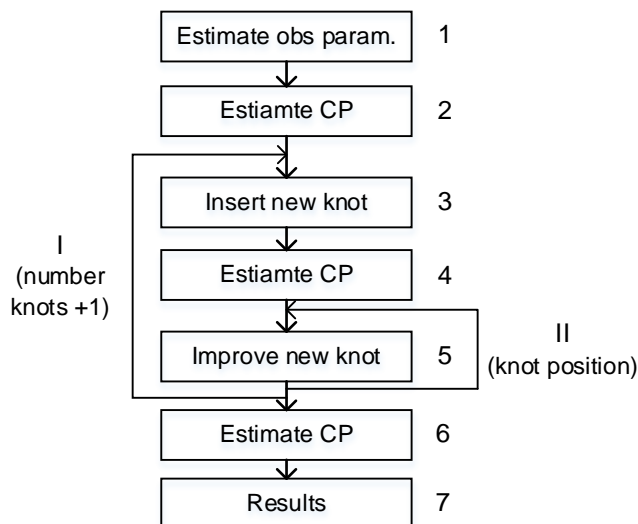 Estimate obs param. 1
Estiamte CP 2
Insert new knot 3
I
(number
knots +1)
Estiamte CP 4
Improve new knot 5
II
(knot position)
Estimate CP 6
Results 7